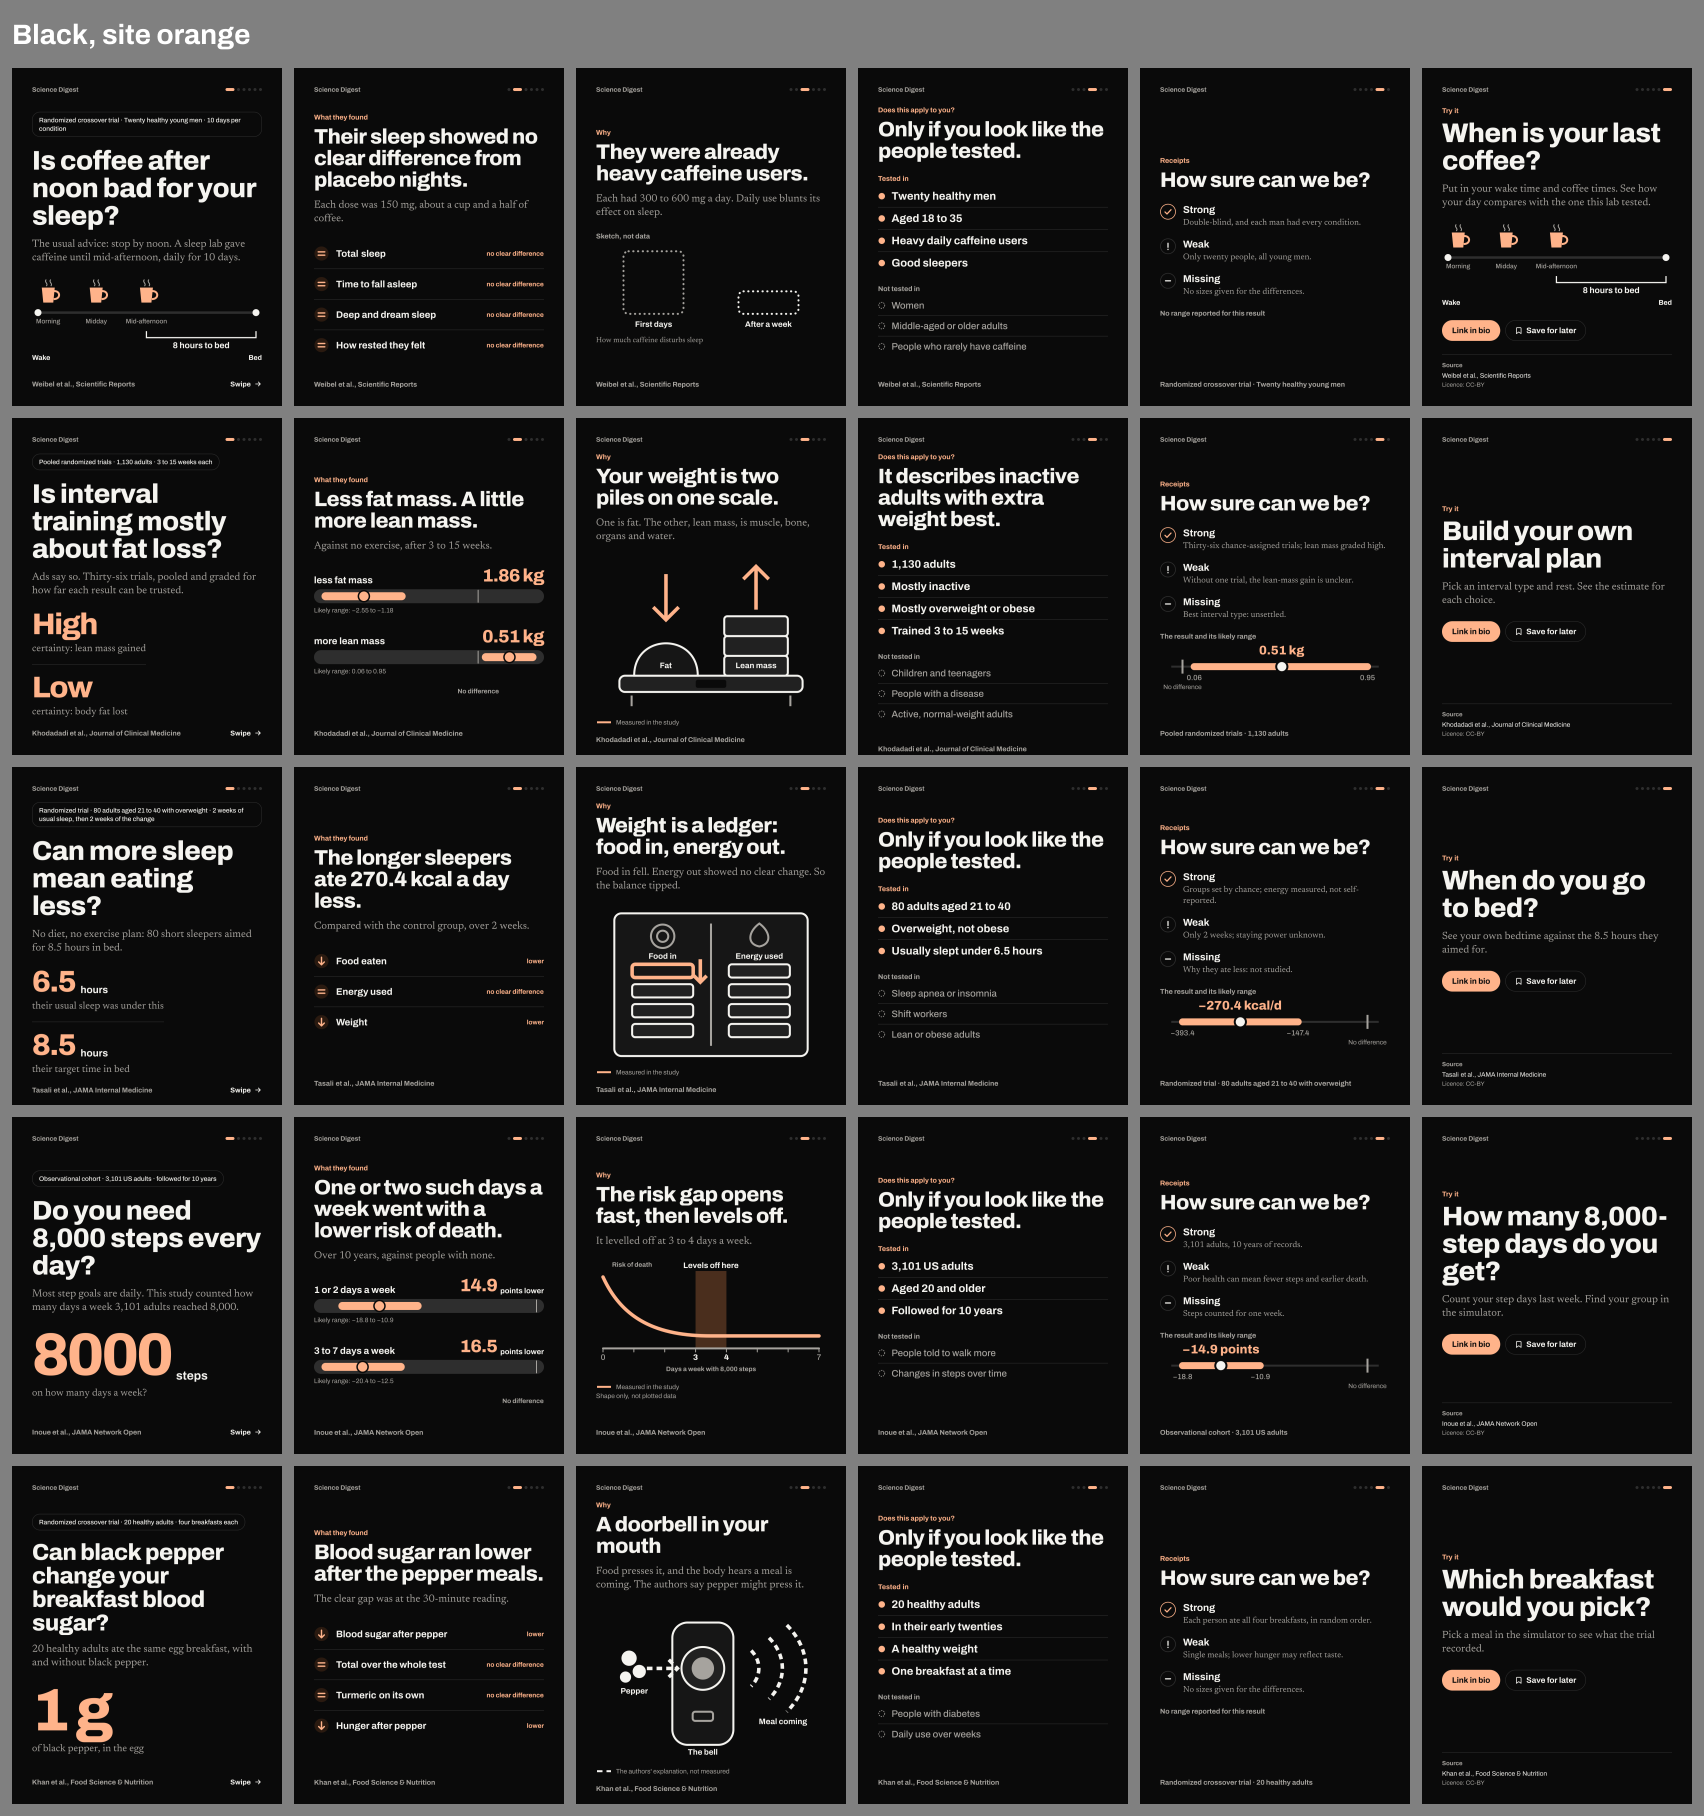 Black, site orange
Science Digest
Randomized crossover trial · Twenty healthy young men · 10 days per
condition
Is coffee after
noon bad for your
sleep?
The usual advice: stop by noon. A sleep lab gave
caffeine until mid-afternoon, daily for 10 days.
Morning
Midday
Mid-afternoon
8 hours to bed
Wake
Bed
Weibel et al., Scientific Reports
Swipe →
Science Digest
What they found
Their sleep showed no
clear difference from
placebo nights.
Each dose was 150 mg, about a cup and a half of
coffee.
Total sleep no clear difference
Time to fall asleep no clear difference
Deep and dream sleep no clear difference
How rested they felt no clear difference
Weibel et al., Scientific Reports
Science Digest
Why
They were already
heavy caffeine users.
Each had 300 to 600 mg a day. Daily use blunts its
effect on sleep.
Sketch, not data
First days
After a week
How much caffeine disturbs sleep
Weibel et al., Scientific Reports
Science Digest
Does this apply to you?
Only if you look like the
people tested.
Tested in
Twenty healthy men
Aged 18 to 35
Heavy daily caffeine users
Good sleepers
Not tested in
Women
Middle-aged or older adults
People who rarely have caffeine
Weibel et al., Scientific Reports
Science Digest
Receipts
How sure can we be?
Strong
Double-blind, and each man had every condition.
Weak
Only twenty people, all young men.
Missing
No sizes given for the differences.
No range reported for this result
Randomized crossover trial · Twenty healthy young men
Science Digest
Try it
When is your last
coffee?
Put in your wake time and coffee times. See how
your day compares with the one this lab tested.
Morning
Midday
Mid-afternoon
8 hours to bed
Wake
Bed
Link in bio
Save for later
Source
Weibel et al., Scientific Reports
Licence: CC-BY
Science Digest
Pooled randomized trials · 1,130 adults · 3 to 15 weeks each
Is interval
training mostly
about fat loss?
Ads say so. Thirty-six trials, pooled and graded for
how far each result can be trusted.
High
certainty: lean mass gained
Low
certainty: body fat lost
Khodadadi et al., Journal of Clinical Medicine
Swipe →
Science Digest
What they found
Less fat mass. A little
more lean mass.
Against no exercise, after 3 to 15 weeks.
less fat mass 1.86 kg
Likely range: −2.55 to −1.18
more lean mass 0.51 kg
Likely range: 0.06 to 0.95
No difference
Khodadadi et al., Journal of Clinical Medicine
Science Digest
Why
Your weight is two
piles on one scale.
One is fat. The other, lean mass, is muscle, bone,
organs and water.
Fat
Lean mass
Measured in the study
Khodadadi et al., Journal of Clinical Medicine
Science Digest
Does this apply to you?
It describes inactive
adults with extra
weight best.
Tested in
1,130 adults
Mostly inactive
Mostly overweight or obese
Trained 3 to 15 weeks
Not tested in
Children and teenagers
People with a disease
Active, normal-weight adults
Khodadadi et al., Journal of Clinical Medicine
Science Digest
Receipts
How sure can we be?
Strong
Thirty-six chance-assigned trials; lean mass graded high.
Weak
Without one trial, the lean-mass gain is unclear.
Missing
Best interval type: unsettled.
The result and its likely range
0.51 kg
0.06
0.95
No difference
Pooled randomized trials · 1,130 adults
Science Digest
Try it
Build your own
interval plan
Pick an interval type and rest. See the estimate for
each choice.
Link in bio
Save for later
Source
Khodadadi et al., Journal of Clinical Medicine
Licence: CC-BY
Science Digest
Randomized trial · 80 adults aged 21 to 40 with overweight · 2 weeks of
usual sleep, then 2 weeks of the change
Can more sleep
mean eating
less?
No diet, no exercise plan: 80 short sleepers aimed
for 8.5 hours in bed.
6.5 hours
their usual sleep was under this
8.5 hours
their target time in bed
Tasali et al., JAMA Internal Medicine
Swipe →
Science Digest
What they found
The longer sleepers
ate 270.4 kcal a day
less.
Compared with the control group, over 2 weeks.
Food eaten lower
Energy used no clear difference
Weight lower
Tasali et al., JAMA Internal Medicine
Science Digest
Why
Weight is a ledger:
food in, energy out.
Food in fell. Energy out showed no clear change. So
the balance tipped.
Food in
Energy used
Measured in the study
Tasali et al., JAMA Internal Medicine
Science Digest
Does this apply to you?
Only if you look like the
people tested.
Tested in
80 adults aged 21 to 40
Overweight, not obese
Usually slept under 6.5 hours
Not tested in
Sleep apnea or insomnia
Shift workers
Lean or obese adults
Tasali et al., JAMA Internal Medicine
Science Digest
Receipts
How sure can we be?
Strong
Groups set by chance; energy measured, not self-
reported.
Weak
Only 2 weeks; staying power unknown.
Missing
Why they ate less: not studied.
The result and its likely range
−270.4 kcal/d
−393.4
−147.4
No difference
Randomized trial · 80 adults aged 21 to 40 with overweight
Science Digest
Try it
When do you go
to bed?
See your own bedtime against the 8.5 hours they
aimed for.
Link in bio
Save for later
Source
Tasali et al., JAMA Internal Medicine
Licence: CC-BY
Science Digest
Observational cohort · 3,101 US adults · followed for 10 years
Do you need
8,000 steps every
day?
Most step goals are daily. This study counted how
many days a week 3,101 adults reached 8,000.
8000 steps
on how many days a week?
Inoue et al., JAMA Network Open
Swipe →
Science Digest
What they found
One or two such days a
week went with a
lower risk of death.
Over 10 years, against people with none.
1 or 2 days a week 14.9 points lower
Likely range: −18.8 to −10.9
3 to 7 days a week 16.5 points lower
Likely range: −20.4 to −12.5
No difference
Inoue et al., JAMA Network Open
Science Digest
Why
The risk gap opens
fast, then levels off.
It levelled off at 3 to 4 days a week.
Risk of death
Levels off here
0 3 4 7
Days a week with 8,000 steps
Measured in the study
Shape only, not plotted data
Inoue et al., JAMA Network Open
Science Digest
Does this apply to you?
Only if you look like the
people tested.
Tested in
3,101 US adults
Aged 20 and older
Followed for 10 years
Not tested in
People told to walk more
Changes in steps over time
Inoue et al., JAMA Network Open
Science Digest
Receipts
How sure can we be?
Strong
3,101 adults, 10 years of records.
Weak
Poor health can mean fewer steps and earlier death.
Missing
Steps counted for one week.
The result and its likely range
−14.9 points
−18.8
−10.9
No difference
Observational cohort · 3,101 US adults
Science Digest
Try it
How many 8,000-
step days do you
get?
Count your step days last week. Find your group in
the simulator.
Link in bio
Save for later
Source
Inoue et al., JAMA Network Open
Licence: CC-BY
Science Digest
Randomized crossover trial · 20 healthy adults · four breakfasts each
Can black pepper
change your
breakfast blood
sugar?
20 healthy adults ate the same egg breakfast, with
and without black pepper.
1 g
of black pepper, in the egg
Khan et al., Food Science & Nutrition
Swipe →
Science Digest
What they found
Blood sugar ran lower
after the pepper meals.
The clear gap was at the 30-minute reading.
Blood sugar after pepper lower
Total over the whole test no clear difference
Turmeric on its own no clear difference
Hunger after pepper lower
Khan et al., Food Science & Nutrition
Science Digest
Why
A doorbell in your
mouth
Food presses it, and the body hears a meal is
coming. The authors say pepper might press it.
Pepper
Meal coming
The bell
The authors' explanation, not measured
Khan et al., Food Science & Nutrition
Science Digest
Does this apply to you?
Only if you look like the
people tested.
Tested in
20 healthy adults
In their early twenties
A healthy weight
One breakfast at a time
Not tested in
People with diabetes
Daily use over weeks
Khan et al., Food Science & Nutrition
Science Digest
Receipts
How sure can we be?
Strong
Each person ate all four breakfasts, in random order.
Weak
Single meals; lower hunger may reflect taste.
Missing
No sizes given for the differences.
No range reported for this result
Randomized crossover trial · 20 healthy adults
Science Digest
Try it
Which breakfast
would you pick?
Pick a meal in the simulator to see what the trial
recorded.
Link in bio
Save for later
Source
Khan et al., Food Science & Nutrition
Licence: CC-BY